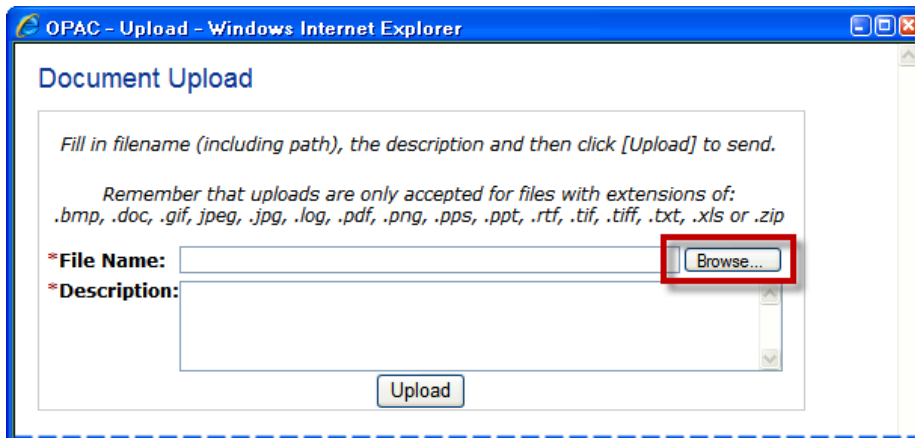 OPAC - Upload - Windows Internet Explorer
Document Upload
Fill in filename (including path), the description and then click [Upload] to send.
Remember that uploads are only accepted for files with extensions of:
.bmp, .doc, .gif, jpeg, .jpg, .log, .pdf, .png, .pps, .ppt, .rtf, .tif, .tiff, .txt, .xls or .zip
*File Name: Browse...
*Description:
Upload